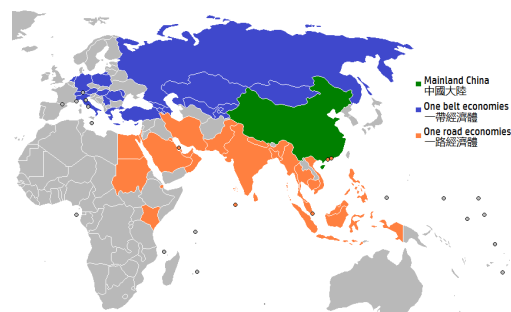 Mainland China
中國大陸
One belt economies
一帶經濟體
One road economies
一路經濟體